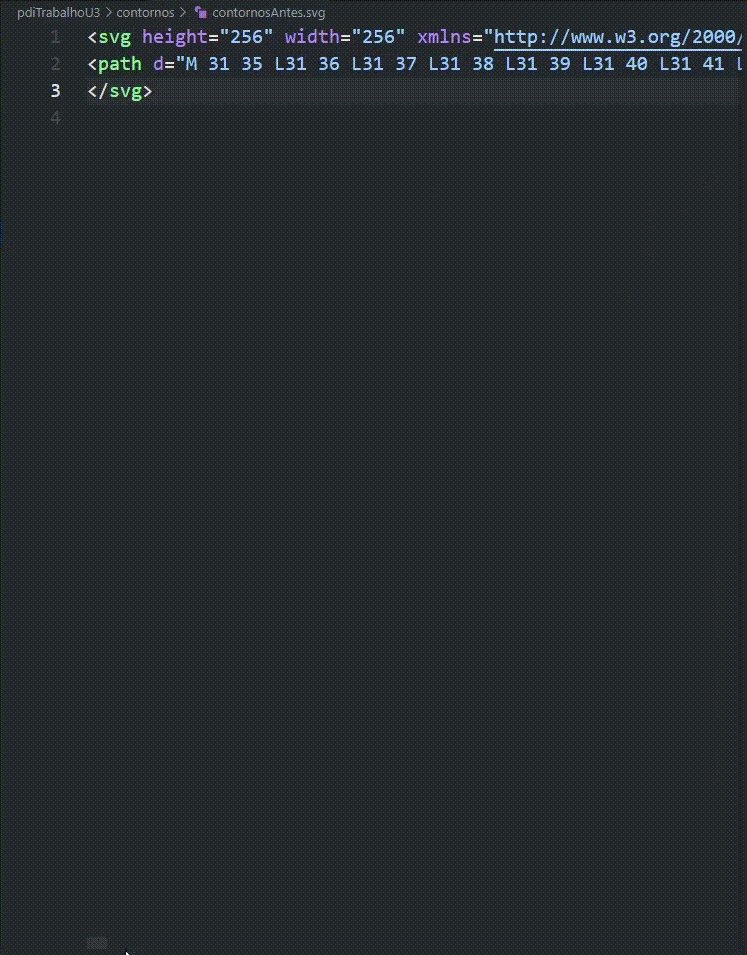 pdiTrabalhoU3 > contornos > contornosAntes.svg
1 <svg height="256" width="256" xmlns="http://www.w3.org/2000/
2 <path d="M 31 35 L31 36 L31 37 L31 38 L31 39 L31 40 L31 41 L
3 </svg>
4